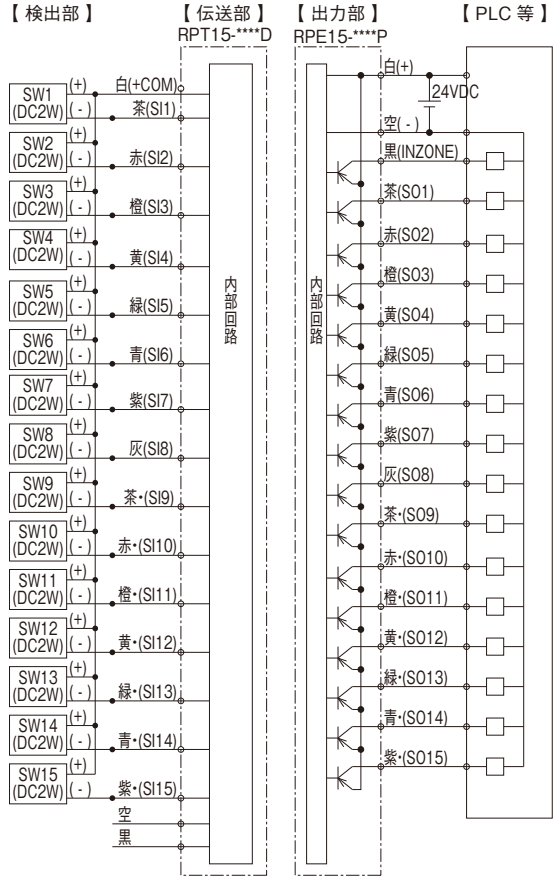 【 検出部 】
【 伝送部 】
RPT15-****D
【 出力部 】
RPE15-****P
【 PLC 等 】
SW1
(DC2W)
(+)
( - )
SW2
(DC2W)
(+)
( - )
SW3
(DC2W)
(+)
( - )
SW4
(DC2W)
(+)
( - )
SW5
(DC2W)
(+)
( - )
SW6
(DC2W)
(+)
( - )
SW7
(DC2W)
(+)
( - )
SW8
(DC2W)
(+)
( - )
SW9
(DC2W)
(+)
( - )
SW10
(DC2W)
(+)
( - )
SW11
(DC2W)
(+)
( - )
SW12
(DC2W)
(+)
( - )
SW13
(DC2W)
(+)
( - )
SW14
(DC2W)
(+)
( - )
SW15
(DC2W)
(+)
( - )
白(+COM)
茶(SI1)
赤(SI2)
橙(SI3)
黄(SI4)
緑(SI5)
青(SI6)
紫(SI7)
灰(SI8)
茶・(SI9)
赤・(SI10)
橙・(SI11)
黄・(SI12)
緑・(SI13)
青・(SI14)
紫・(SI15)
空
黒
内部回路
内部回路
白(+)
24VDC
空( - )
黒(INZONE)
茶(SO1)
赤(SO2)
橙(SO3)
黄(SO4)
緑(SO5)
青(SO6)
紫(SO7)
灰(SO8)
茶・(SO9)
赤・(SO10)
橙・(SO11)
黄・(SO12)
緑・(SO13)
青・(SO14)
紫・(SO15)